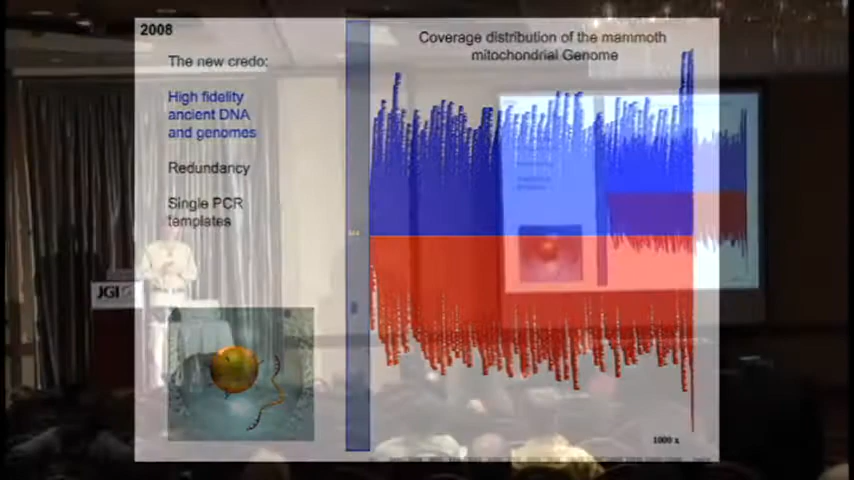 2008
The new credo:
High fidelity
ancient DNA
and genomes
Redundancy
Single PCR
templates
Coverage distribution of the mammoth
mitochondrial Genome
JGI
1000 x